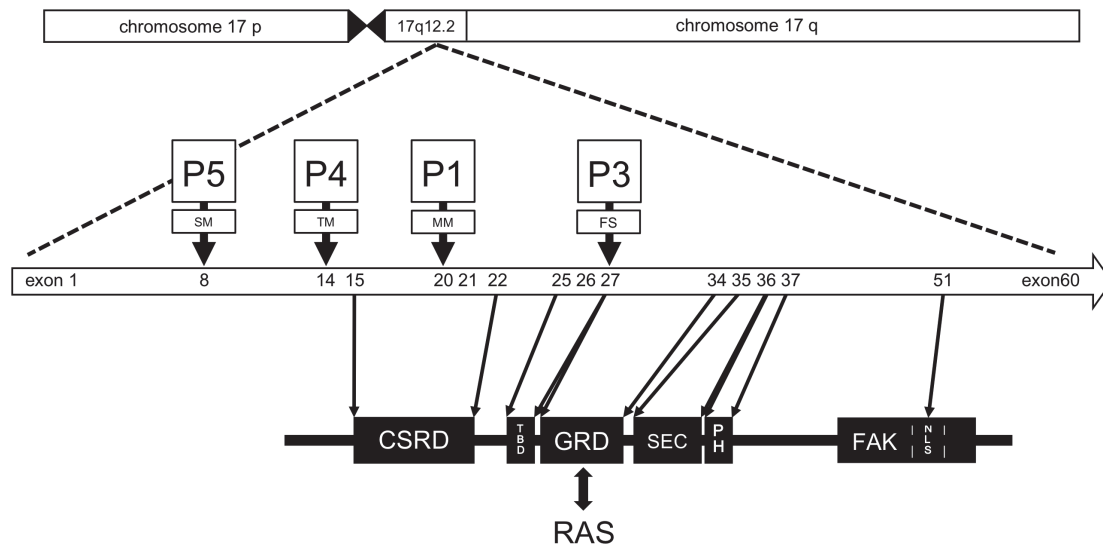 chromosome 17 p
17q12.2
chromosome 17 q
P5
P4
P1
P3
SM
TM
MM
FS
exon 1
8
14
15
20
21
22
25
26
27
34
35
36
37
51
exon60
CSRD
TBD
GRD
SEC
PH
FAK
NLS
RAS